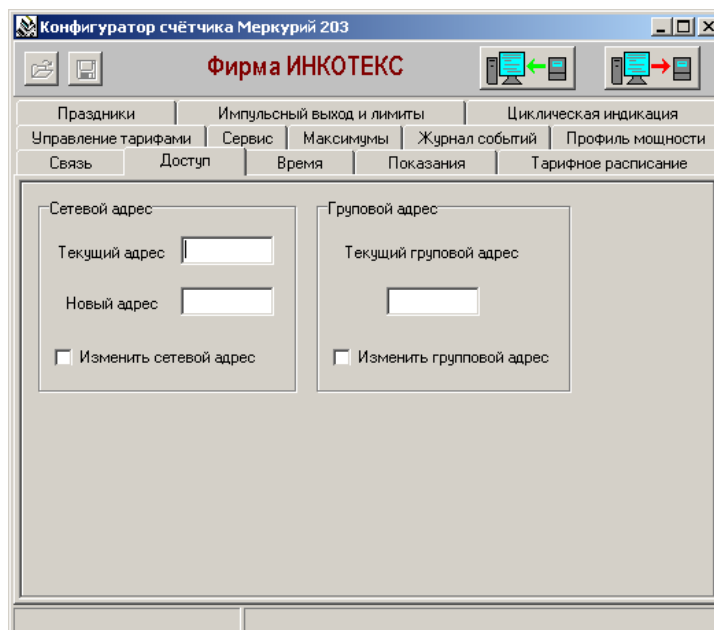 Конфигуратор счётчика Меркурий 203
Фирма ИНКОТЕКС
Праздники Импульсный выход и лимиты Циклическая индикация
Управление тарифами Сервис Максимумы Журнал событий Профиль мощности
Связь Доступ Время Показания Тарифное расписание
Сетевой адрес Груповой адрес
Текущий адрес Текущий груповой адрес
Новый адрес
Изменить сетевой адрес Изменить групповой адрес